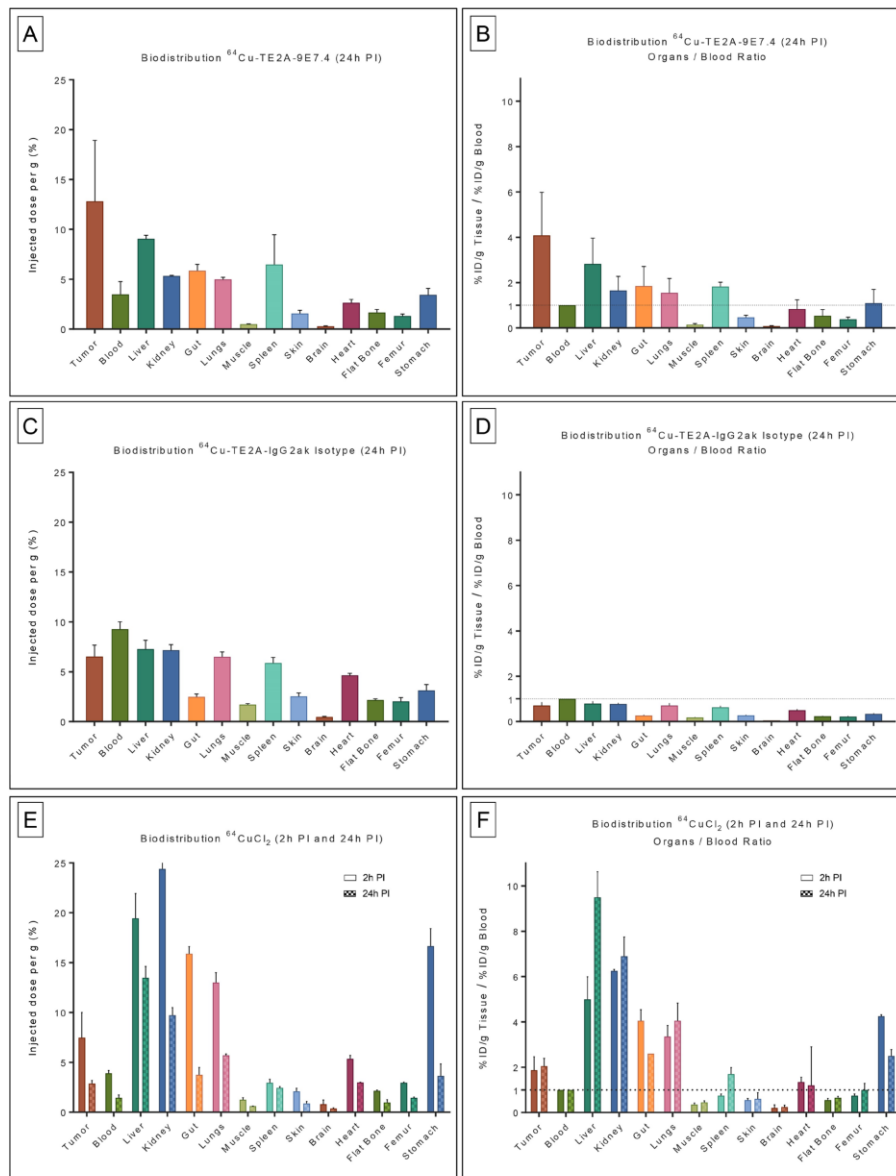 A
Biodistribution ⁶⁴Cu-TE2A-9E7.4 (24h PI)
Injected dose per g (%)
25
20
15
10
5
0
Tumor Blood Liver Kidney Gut Lungs Muscle Spleen Skin Brain Heart Flat Bone Femur Stomach
B
Biodistribution ⁶⁴Cu-TE2A-9E7.4 (24h PI)
Organs / Blood Ratio
%ID/g Tissue / %ID/g Blood
10
8
6
4
2
1
0
Tumor Blood Liver Kidney Gut Lungs Muscle Spleen Skin Brain Heart Flat Bone Femur Stomach
C
Biodistribution ⁶⁴Cu-TE2A-IgG2ak Isotype (24h PI)
Injected dose per g (%)
25
20
15
10
5
0
Tumor Blood Liver Kidney Gut Lungs Muscle Spleen Skin Brain Heart Flat Bone Femur Stomach
D
Biodistribution ⁶⁴Cu-TE2A-IgG2ak Isotype (24h PI)
Organs / Blood Ratio
%ID/g Tissue / %ID/g Blood
10
8
6
4
2
1
0
Tumor Blood Liver Kidney Gut Lungs Muscle Spleen Skin Brain Heart Flat Bone Femur Stomach
E
Biodistribution ⁶⁴CuCl₂ (2h PI and 24h PI)
Injected dose per g (%)
25
20
15
10
5
0
2h PI
24h PI
Tumor Blood Liver Kidney Gut Lungs Muscle Spleen Skin Brain Heart Flat Bone Femur Stomach
F
Biodistribution ⁶⁴CuCl₂ (2h PI and 24h PI)
Organs / Blood Ratio
%ID/g Tissue / %ID/g Blood
10
8
6
4
2
1
0
2h PI
24h PI
Tumor Blood Liver Kidney Gut Lungs Muscle Spleen Skin Brain Heart Flat Bone Femur Stomach